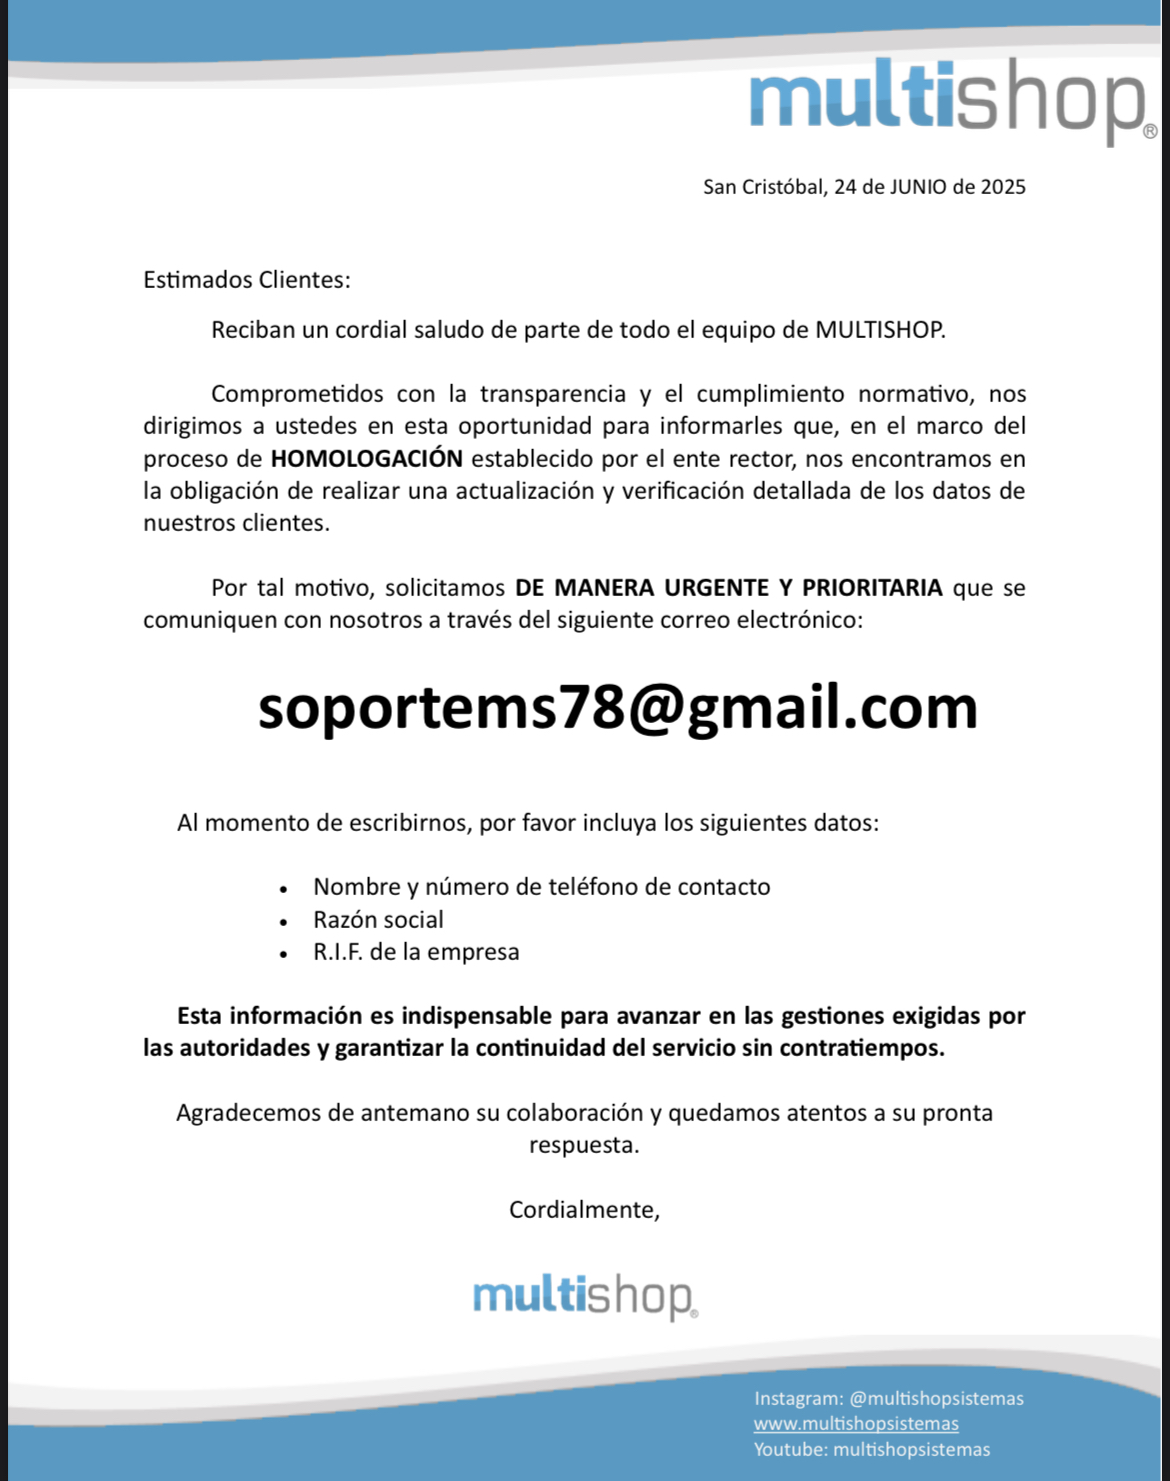 multishop®
San Cristóbal, 24 de JUNIO de 2025
Estimados Clientes:
Reciban un cordial saludo de parte de todo el equipo de MULTISHOP.
Comprometidos con la transparencia y el cumplimiento normativo, nos
dirigimos a ustedes en esta oportunidad para informarles que, en el marco del
proceso de HOMOLOGACIÓN establecido por el ente rector, nos encontramos en
la obligación de realizar una actualización y verificación detallada de los datos de
nuestros clientes.
Por tal motivo, solicitamos DE MANERA URGENTE Y PRIORITARIA que se
comuniquen con nosotros a través del siguiente correo electrónico:
soportems78@gmail.com
Al momento de escribirnos, por favor incluya los siguientes datos:
• Nombre y número de teléfono de contacto
• Razón social
• R.I.F. de la empresa
Esta información es indispensable para avanzar en las gestiones exigidas por
las autoridades y garantizar la continuidad del servicio sin contratiempos.
Agradecemos de antemano su colaboración y quedamos atentos a su pronta
respuesta.
Cordialmente,
multishop®
Instagram: @multishopsistemas
www.multishopsistemas
Youtube: multishopsistemas